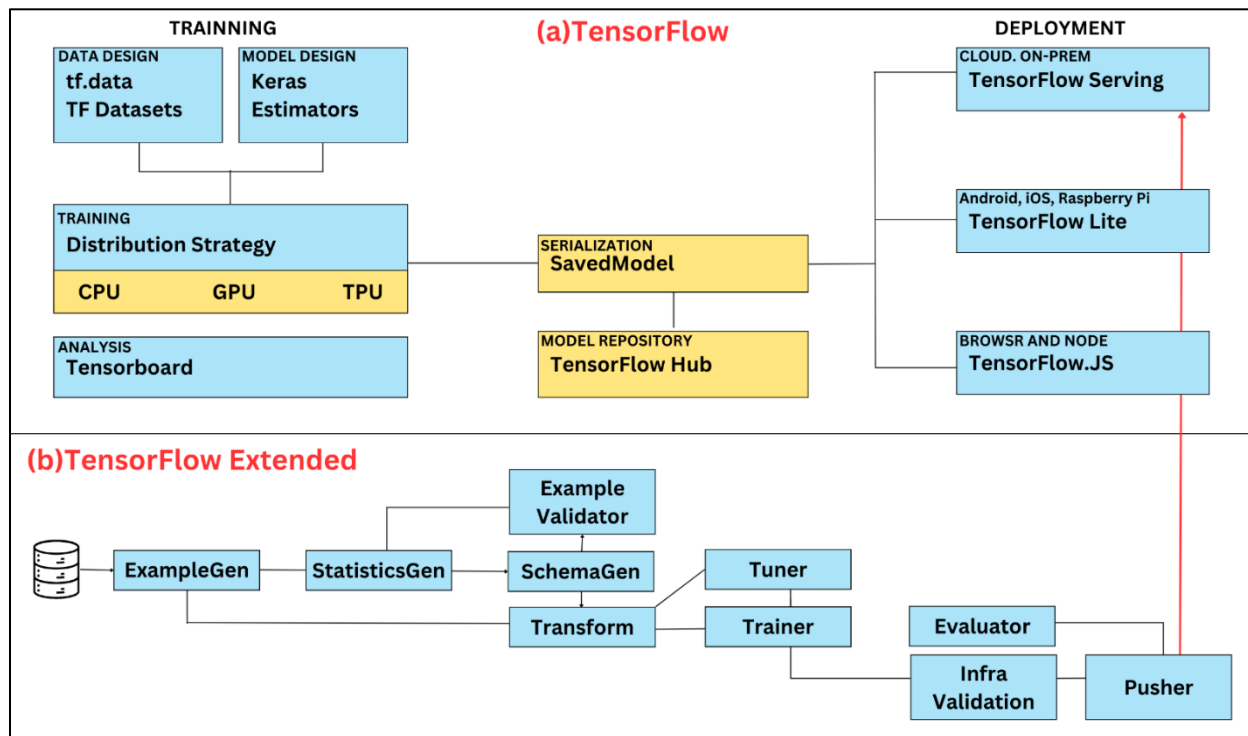 TRAINNING
(a)TensorFlow
DEPLOYMENT
DATA DESIGN
tf.data
TF Datasets
MODEL DESIGN
Keras
Estimators
CLOUD. ON-PREM
TensorFlow Serving
TRAINING
Distribution Strategy
CPU GPU TPU
SERIALIZATION
SavedModel
Android, iOS, Raspberry Pi
TensorFlow Lite
ANALYSIS
Tensorboard
MODEL REPOSITORY
TensorFlow Hub
BROWSR AND NODE
TensorFlow.JS
(b)TensorFlow Extended
Example
Validator
ExampleGen
StatisticsGen
SchemaGen
Tuner
Transform
Trainer
Evaluator
Infra
Validation
Pusher